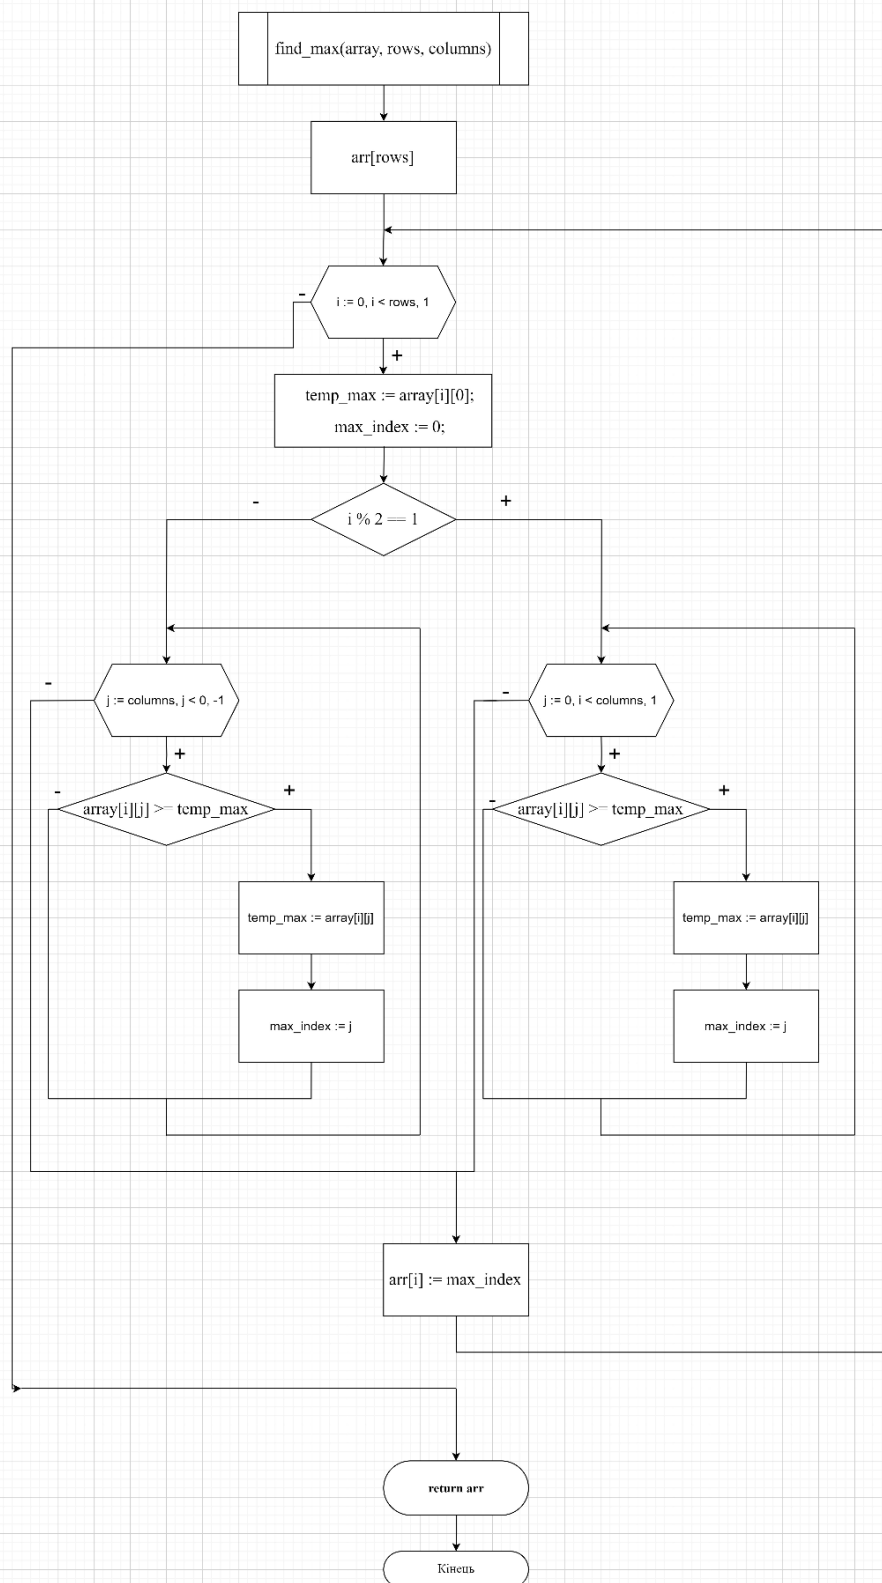 find_max(array, rows, columns)
arr[rows]
i := 0, i < rows, 1
-
+
temp_max := array[i][0];
max_index := 0;
i % 2 == 1
-
+
j := columns, j < 0, -1
-
+
array[i][j] >= temp_max
-
+
temp_max := array[i][j]
max_index := j
j := 0, i < columns, 1
-
+
array[i][j] >= temp_max
-
+
temp_max := array[i][j]
max_index := j
arr[i] := max_index
return arr
Кінець